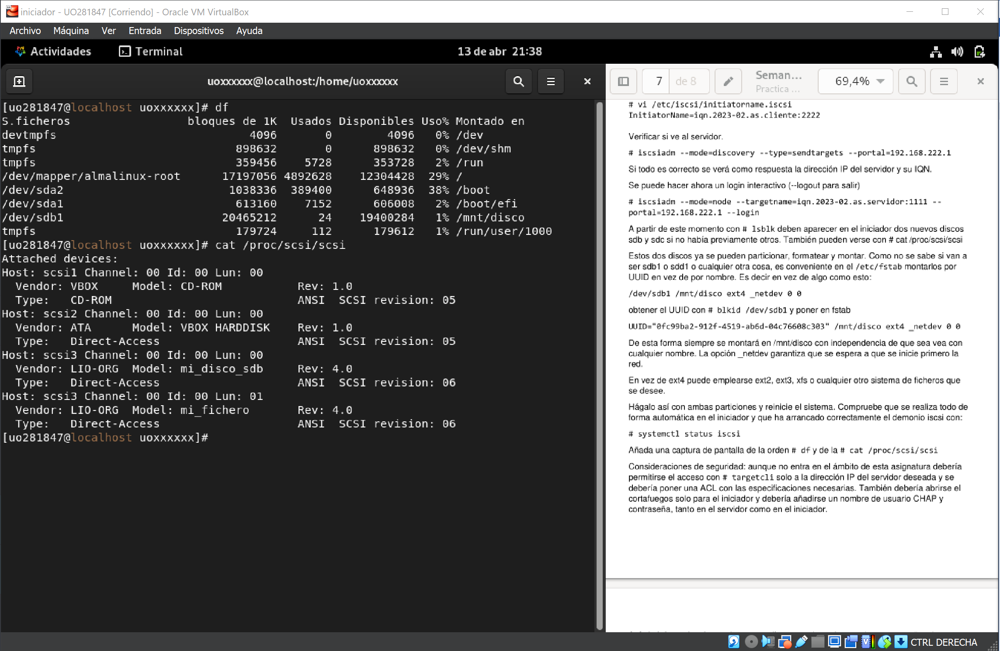 iniciador - UO281847 [Corriendo] - Oracle VM VirtualBox
Archivo Máquina Ver Entrada Dispositivos Ayuda
Actividades Terminal 13 de abr 21:38
uoxxxxxx@localhost:/home/uoxxxxxx
[uo281847@localhost uoxxxxxx]# df
S.ficheros bloques de 1K Usados Disponibles Uso% Montado en
devtmpfs 4096 0 4096 0% /dev
tmpfs 898632 0 898632 0% /dev/shm
tmpfs 359456 5728 353728 2% /run
/dev/mapper/almalinux-root 17197056 4892628 12304428 29% /
/dev/sda2 1038336 389400 648936 38% /boot
/dev/sda1 613160 7152 606008 2% /boot/efi
/dev/sdb1 20465212 24 19400284 1% /mnt/disco
tmpfs 179724 112 179612 1% /run/user/1000
[uo281847@localhost uoxxxxxx]# cat /proc/scsi/scsi
Attached devices:
Host: scsi1 Channel: 00 Id: 00 Lun: 00
Vendor: VBOX Model: CD-ROM Rev: 1.0
Type: CD-ROM ANSI SCSI revision: 05
Host: scsi2 Channel: 00 Id: 00 Lun: 00
Vendor: ATA Model: VBOX HARDDISK Rev: 1.0
Type: Direct-Access ANSI SCSI revision: 05
Host: scsi3 Channel: 00 Id: 00 Lun: 00
Vendor: LIO-ORG Model: mi_disco_sdb Rev: 4.0
Type: Direct-Access ANSI SCSI revision: 06
Host: scsi3 Channel: 00 Id: 00 Lun: 01
Vendor: LIO-ORG Model: mi_fichero Rev: 4.0
Type: Direct-Access ANSI SCSI revision: 06
[uo281847@localhost uoxxxxxx]#
7 de 8 Seman... 69,4%
Practica ...
# vi /etc/iscsi/initiatorname.iscsi
InitiatorName=iqn.2023-02.as.cliente:2222
Verificar si ve al servidor.
# iscsiadm --mode=discovery --type=sendtargets --portal=192.168.222.1
Si todo es correcto se verá como respuesta la dirección IP del servidor y su IQN.
Se puede hacer ahora un login interactivo (--logout para salir)
# iscsiadm --mode=node --targetname=iqn.2023-02.as.servidor:1111 --
portal=192.168.222.1 --login
A partir de este momento con # lsblk deben aparecer en el iniciador dos nuevos discos
sdb y sdc si no había previamente otros. También pueden verse con # cat /proc/scsi/scsi
Estos dos discos ya se pueden particionar, formatear y montar. Como no se sabe si van a
ser sdb1 o sdd1 o cualquier otra cosa, es conveniente en el /etc/fstab montarlos por
UUID en vez de por nombre. Es decir en vez de algo como esto:
/dev/sdb1 /mnt/disco ext4 _netdev 0 0
obtener el UUID con # blkid /dev/sdb1 y poner en fstab
UUID="0fc99ba2-912f-4519-ab6d-04c76608c303" /mnt/disco ext4 _netdev 0 0
De esta forma siempre se montará en /mnt/disco con independencia de que sea vea con
cualquier nombre. La opción _netdev garantiza que se espera a que se inicie primero la
red.
En vez de ext4 puede emplearse ext2, ext3, xfs o cualquier otro sistema de ficheros que
se desee.
Hágalo así con ambas particiones y reinicie el sistema. Compruebe que se realiza todo de
forma automática en el iniciador y que ha arrancado correctamente el demonio iscsi con:
# systemctl status iscsi
Añada una captura de pantalla de la orden # df y de la # cat /proc/scsi/scsi
Consideraciones de seguridad: aunque no entra en el ámbito de esta asignatura debería
permitirse el acceso con # targetcli solo a la dirección IP del servidor deseada y se
debería poner una ACL con las especificaciones necesarias. También debería abrirse el
cortafuegos solo para el iniciador y debería añadirse un nombre de usuario CHAP y
contraseña, tanto en el servidor como en el iniciador.
CTRL DERECHA